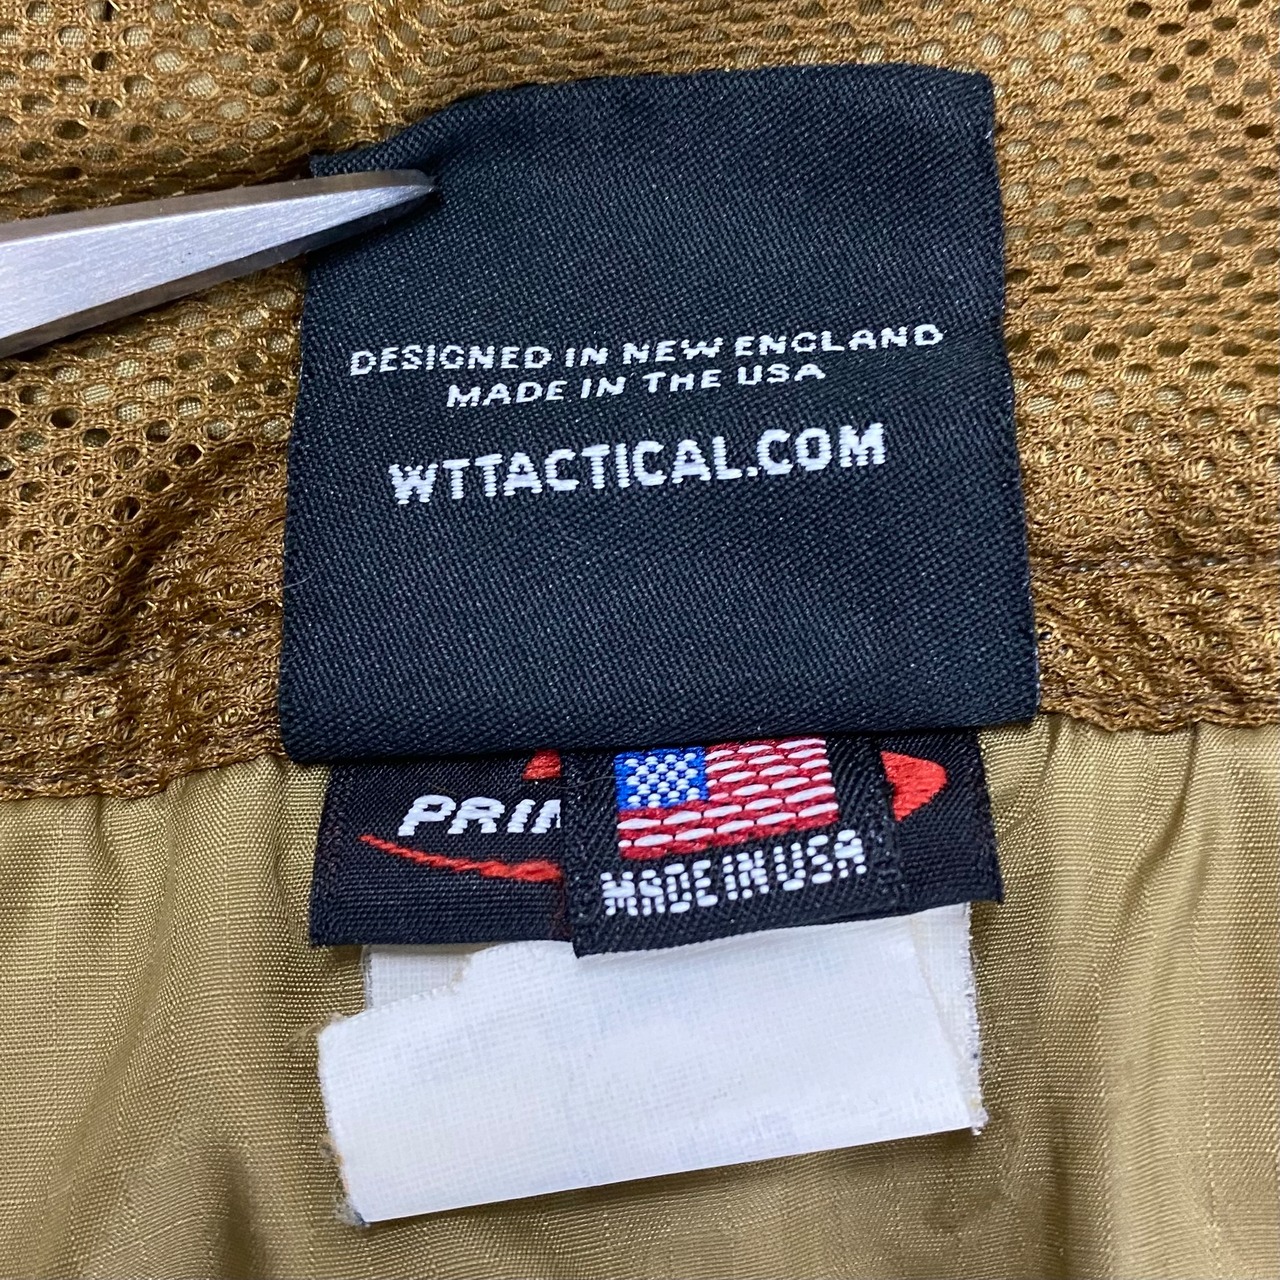 DESIGNED IN NEW ENGLAND
MADE IN THE USA
WTTACTICAL.COM
MADE IN USA